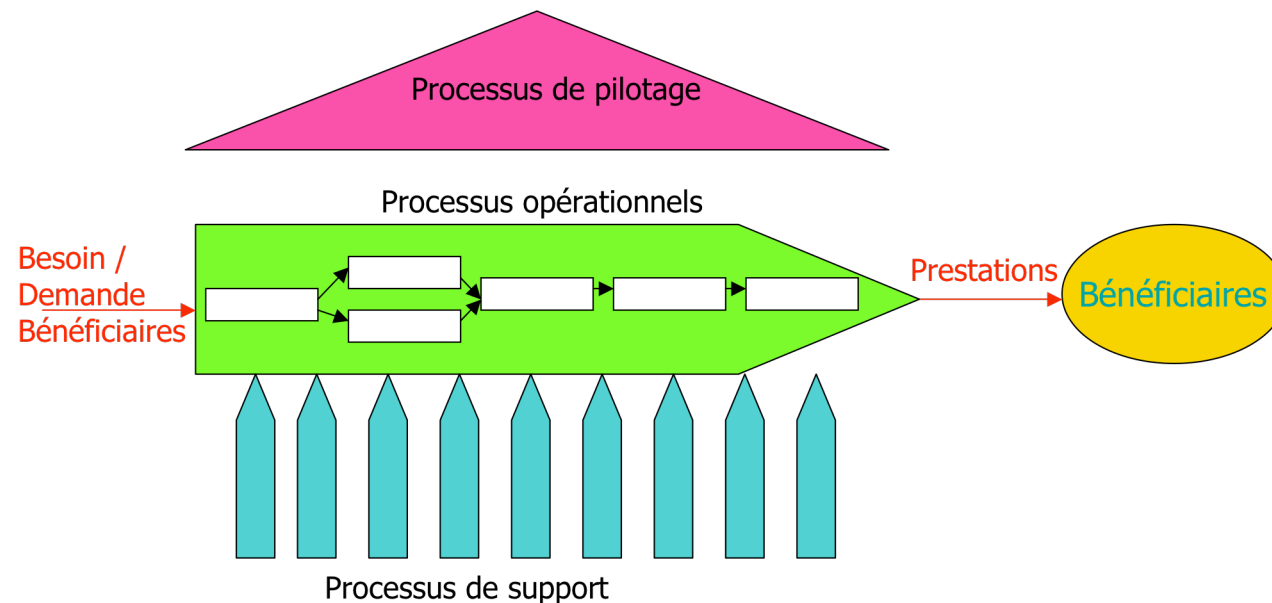 Processus de pilotage
Processus opérationnels
Besoin /
Demande
Bénéficiaires
Prestations
Bénéficiaires
Processus de support